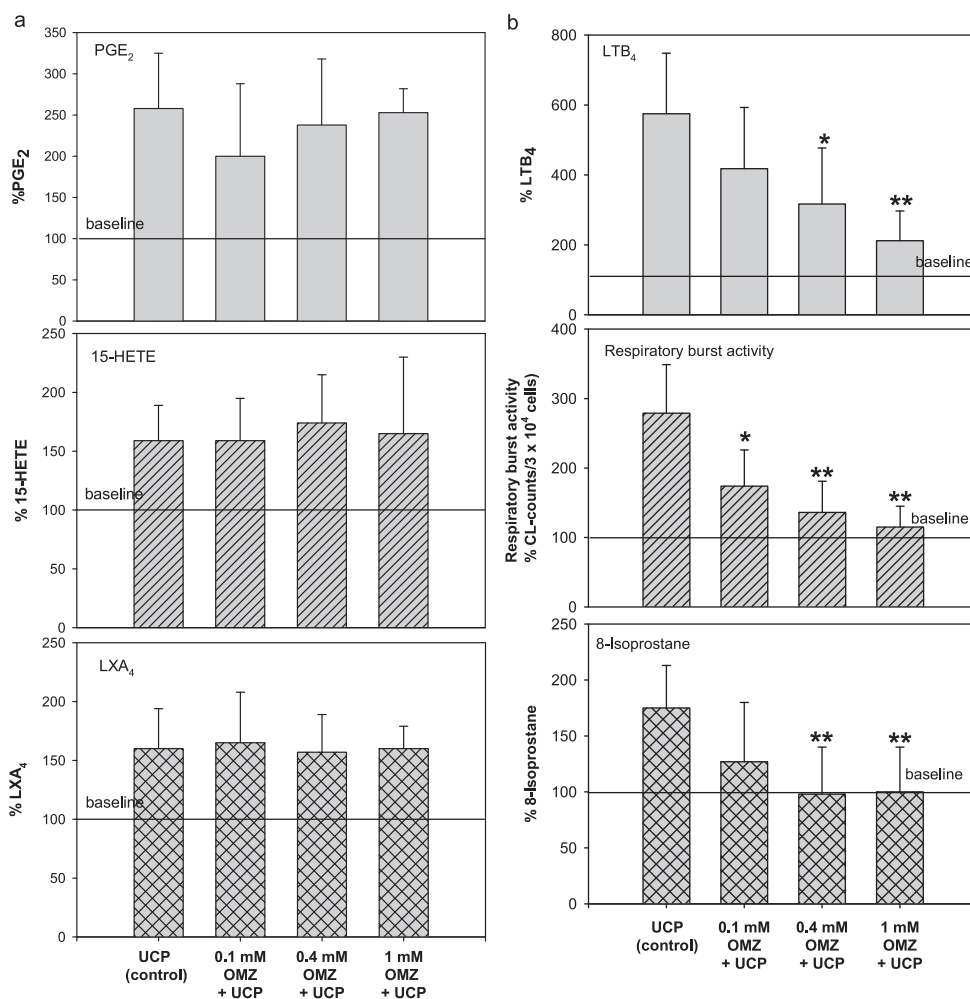 a
PGE2
%PGE2
350
300
250
200
150
100
50
0
baseline
15-HETE
% 15-HETE
250
200
150
100
50
0
baseline
LXA4
% LXA4
250
200
150
100
50
0
baseline
UCP
(control)
0.1 mM
OMZ
+ UCP
0.4 mM
OMZ
+ UCP
1 mM
OMZ
+ UCP
b
LTB4
% LTB4
800
600
400
200
0
*
**
baseline
Respiratory burst activity
Respiratory burst activity
% CL-counts/3 x 10^4 cells)
400
300
200
100
0
*
**
**
baseline
8-Isoprostane
% 8-Isoprostane
250
200
150
100
50
0
**
**
baseline
UCP
(control)
0.1 mM
OMZ
+ UCP
0.4 mM
OMZ
+ UCP
1 mM
OMZ
+ UCP